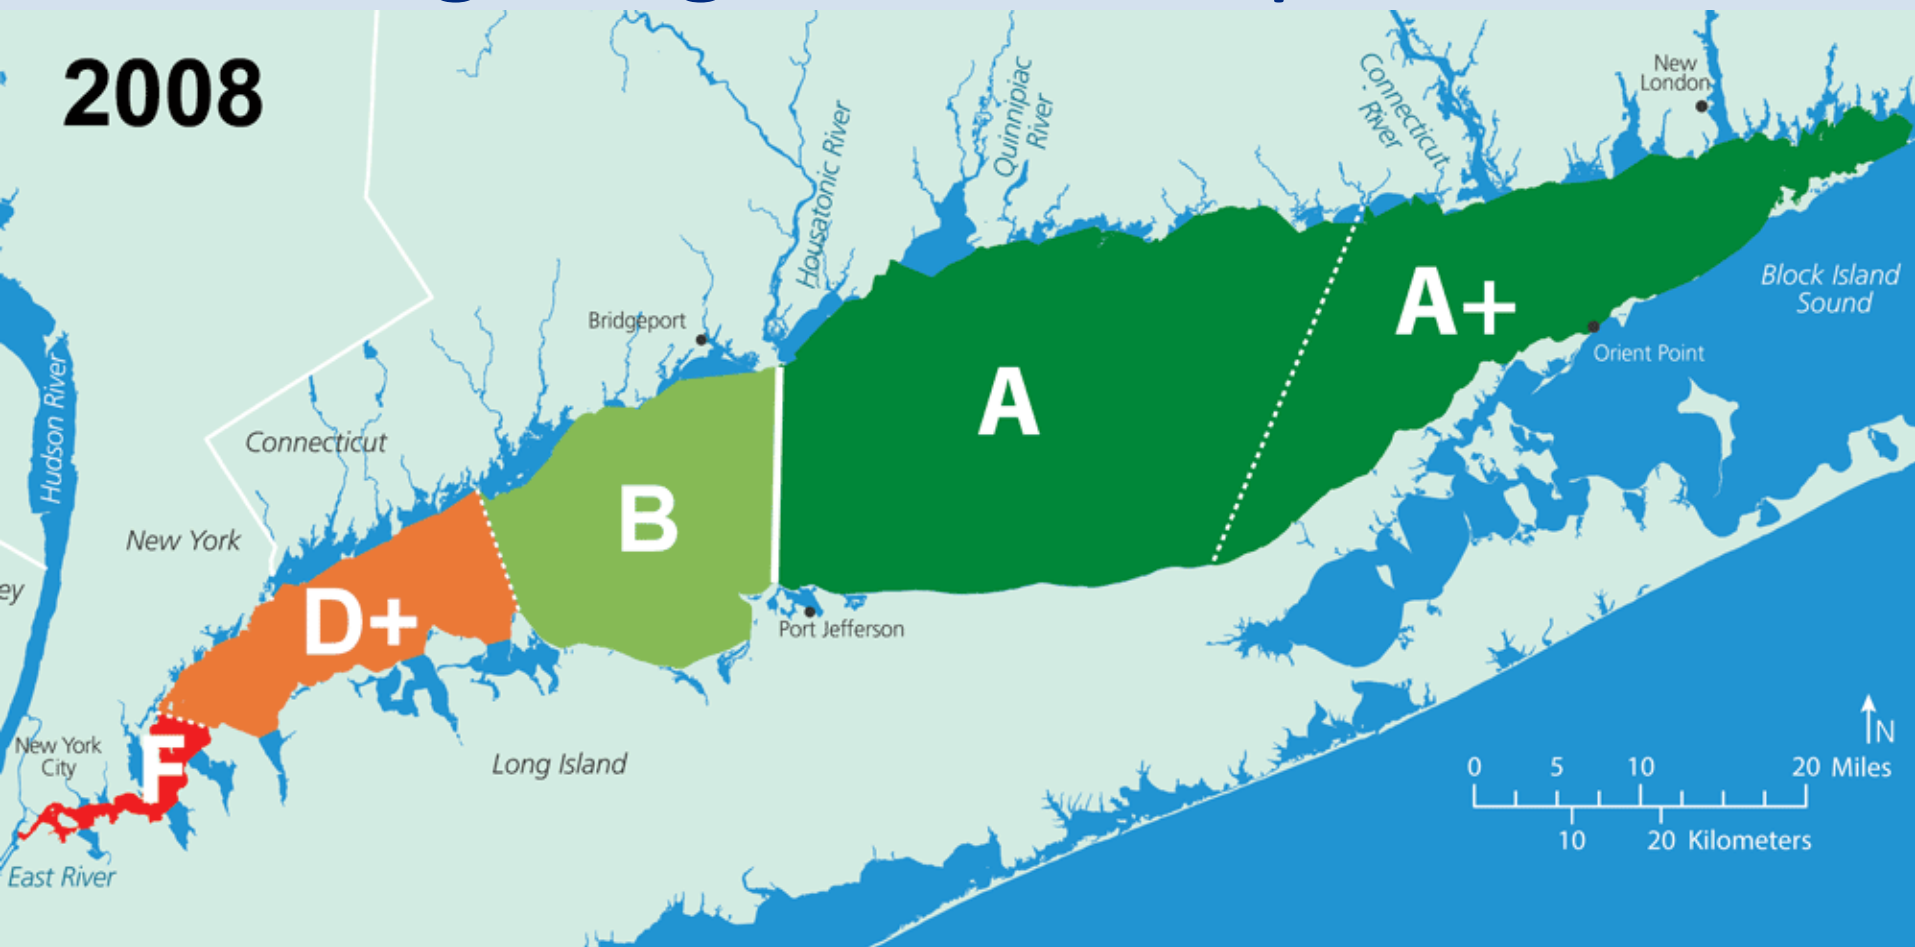 2008
New
London
Connecticut
River
Quinnipiac
River
Housatonic River
Block Island
Sound
A+
Bridgeport
Orient Point
Hudson River
A
Connecticut
B
New York
ey
D+
Port Jefferson
N
New York
City
F
Long Island
0 5 10 20 Miles
10 20 Kilometers
East River